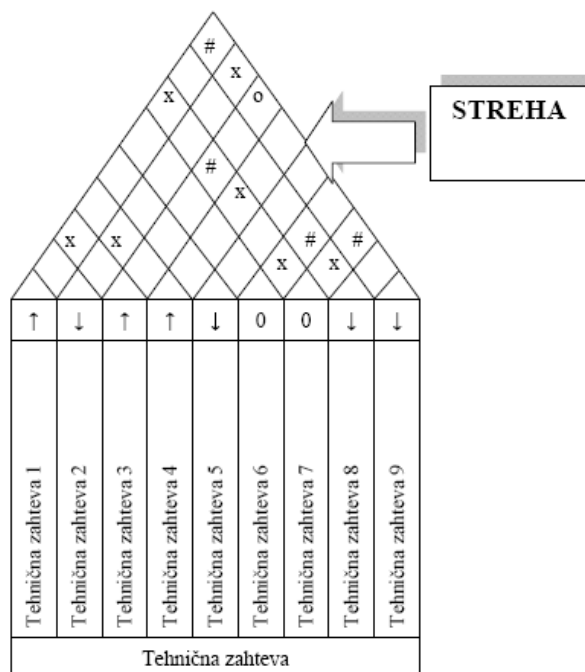 #
x
x o
STREHA
#
x
x x # #
x x
↑ ↓ ↑ ↑ ↓ 0 0 ↓ ↓
Tehnična zahteva 1
Tehnična zahteva 2
Tehnična zahteva 3
Tehnična zahteva 4
Tehnična zahteva 5
Tehnična zahteva 6
Tehnična zahteva 7
Tehnična zahteva 8
Tehnična zahteva 9
Tehnična zahteva